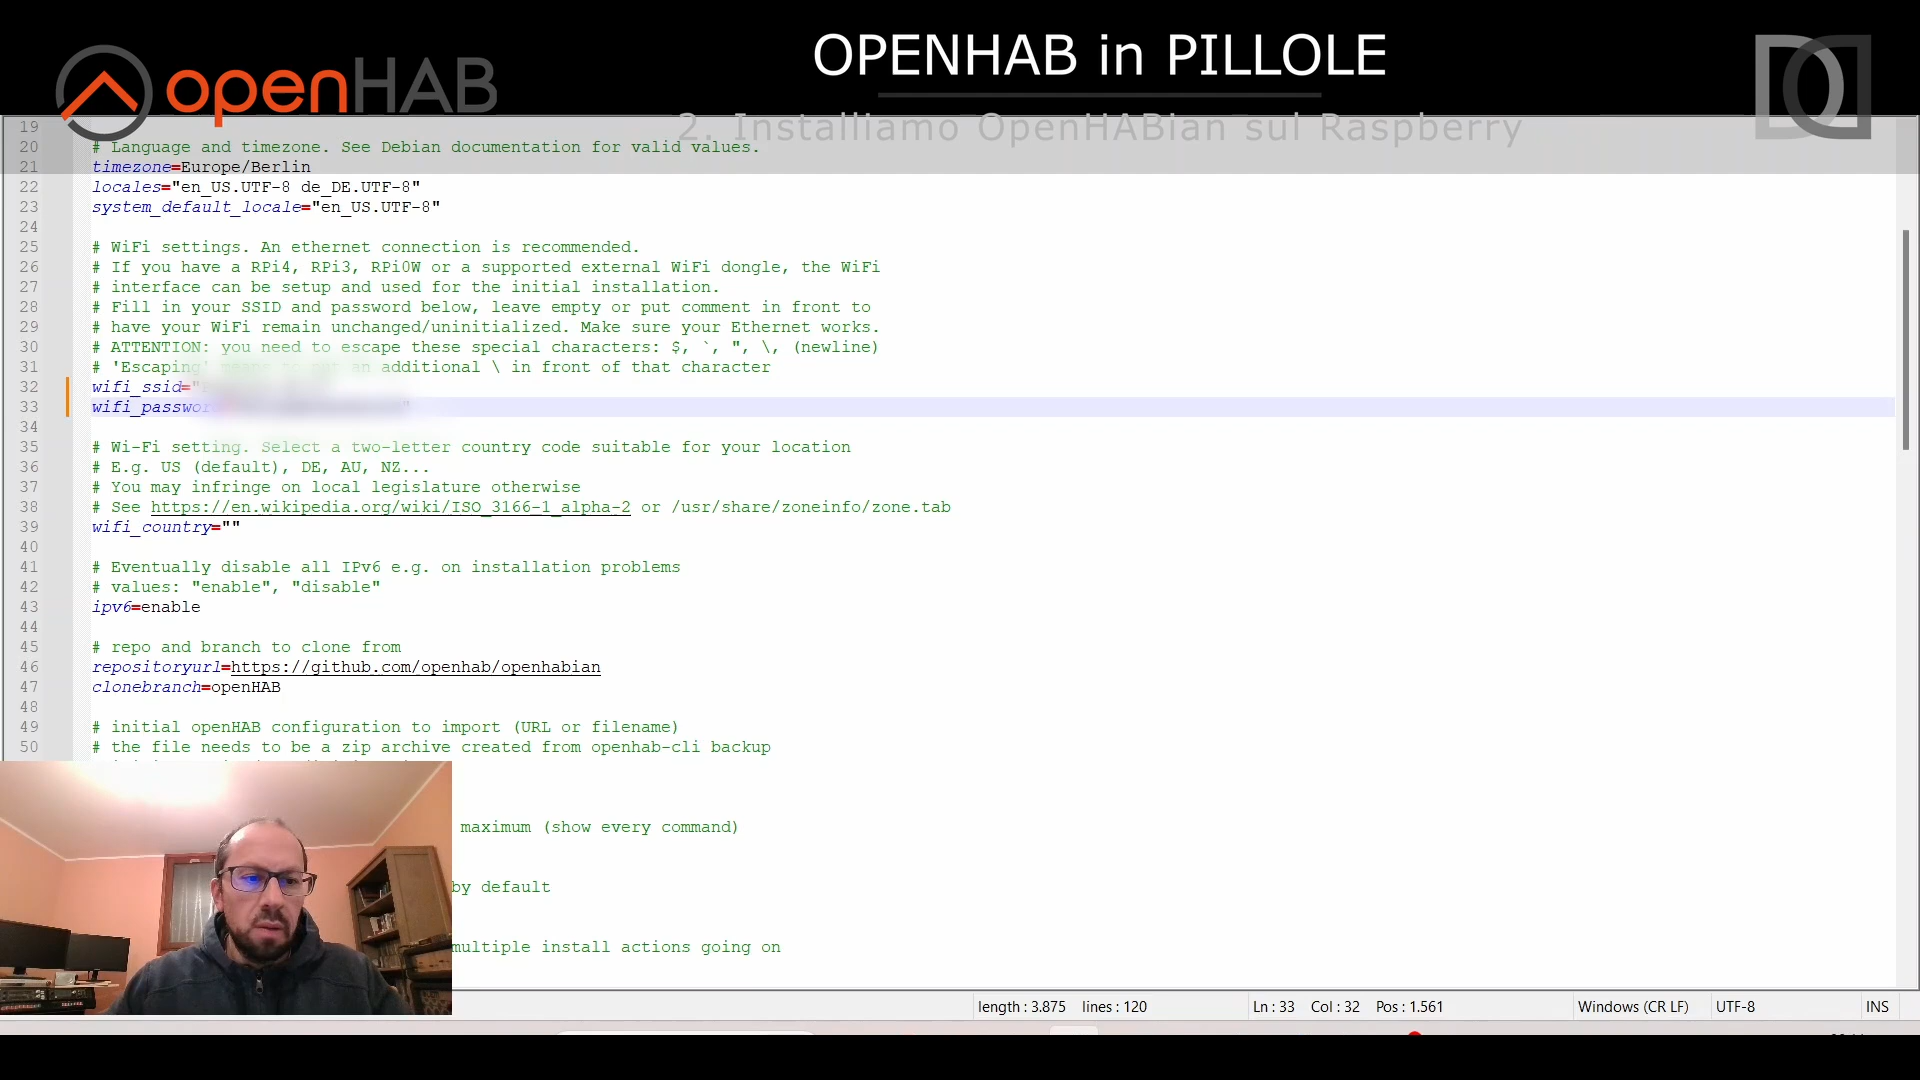 openHAB
OPENHAB in PILLOLE
2. Installiamo OpenHABian sul Raspberry
19
20 # Language and timezone. See Debian documentation for valid values.
21 timezone=Europe/Berlin
22 locales="en_US.UTF-8 de_DE.UTF-8"
23 system_default_locale="en_US.UTF-8"
24
25 # WiFi settings. An ethernet connection is recommended.
26 # If you have a RPi4, RPi3, RPi0W or a supported external WiFi dongle, the WiFi
27 # interface can be setup and used for the initial installation.
28 # Fill in your SSID and password below, leave empty or put comment in front to
29 # have your WiFi remain unchanged/uninitialized. Make sure your Ethernet works.
30 # ATTENTION: you need to escape these special characters: $, `, ", \, (newline)
31 # 'Escaping' means to put an additional \ in front of that character
32 wifi_ssid="
33 wifi_password "
34
35 # Wi-Fi setting. Select a two-letter country code suitable for your location
36 # E.g. US (default), DE, AU, NZ...
37 # You may infringe on local legislature otherwise
38 # See https://en.wikipedia.org/wiki/ISO_3166-1_alpha-2 or /usr/share/zoneinfo/zone.tab
39 wifi_country=""
40
41 # Eventually disable all IPv6 e.g. on installation problems
42 # values: "enable", "disable"
43 ipv6=enable
44
45 # repo and branch to clone from
46 repositoryurl=https://github.com/openhab/openhabian
47 clonebranch=openHAB
48
49 # initial openHAB configuration to import (URL or filename)
50 # the file needs to be a zip archive created from openhab-cli backup
maximum (show every command)
by default
multiple install actions going on
length : 3.875 lines : 120 Ln : 33 Col : 32 Pos : 1.561 Windows (CR LF) UTF-8 INS